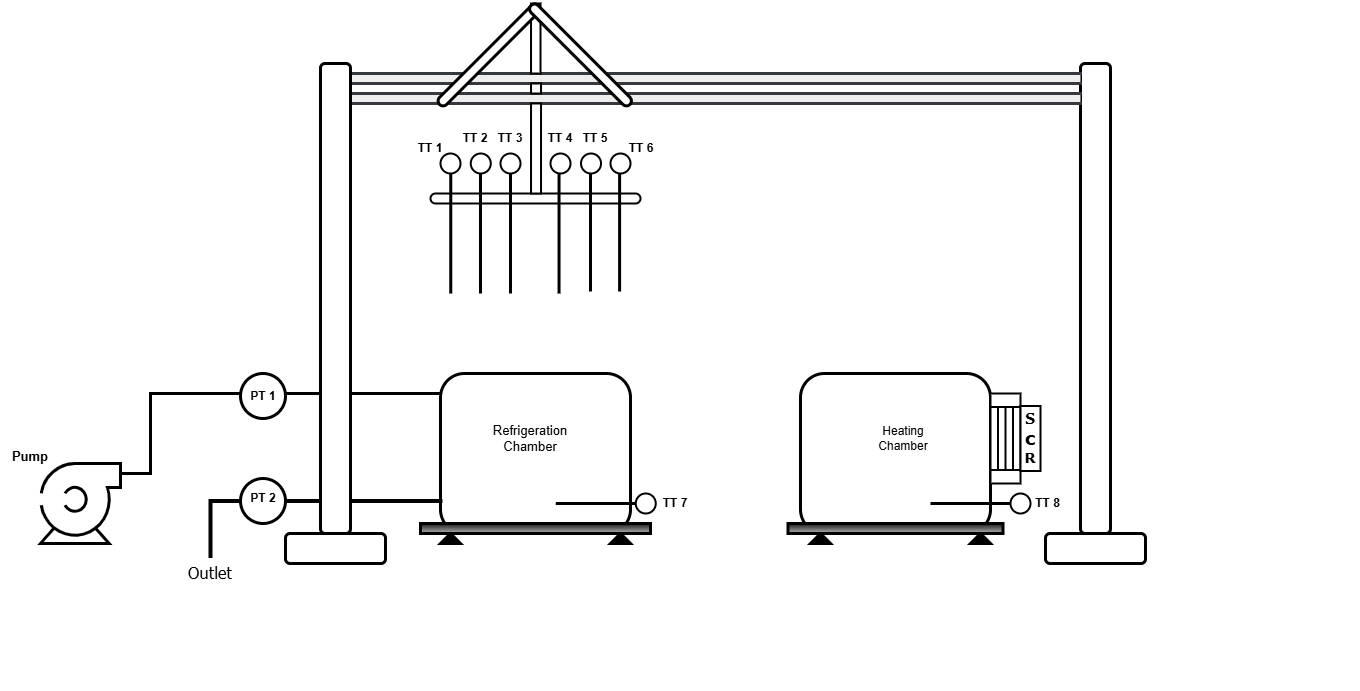 TT 1
TT 2
TT 3
TT 4
TT 5
TT 6
PT 1
Pump
PT 2
Outlet
Refrigeration
Chamber
TT 7
Heating
Chamber
S
C
R
TT 8